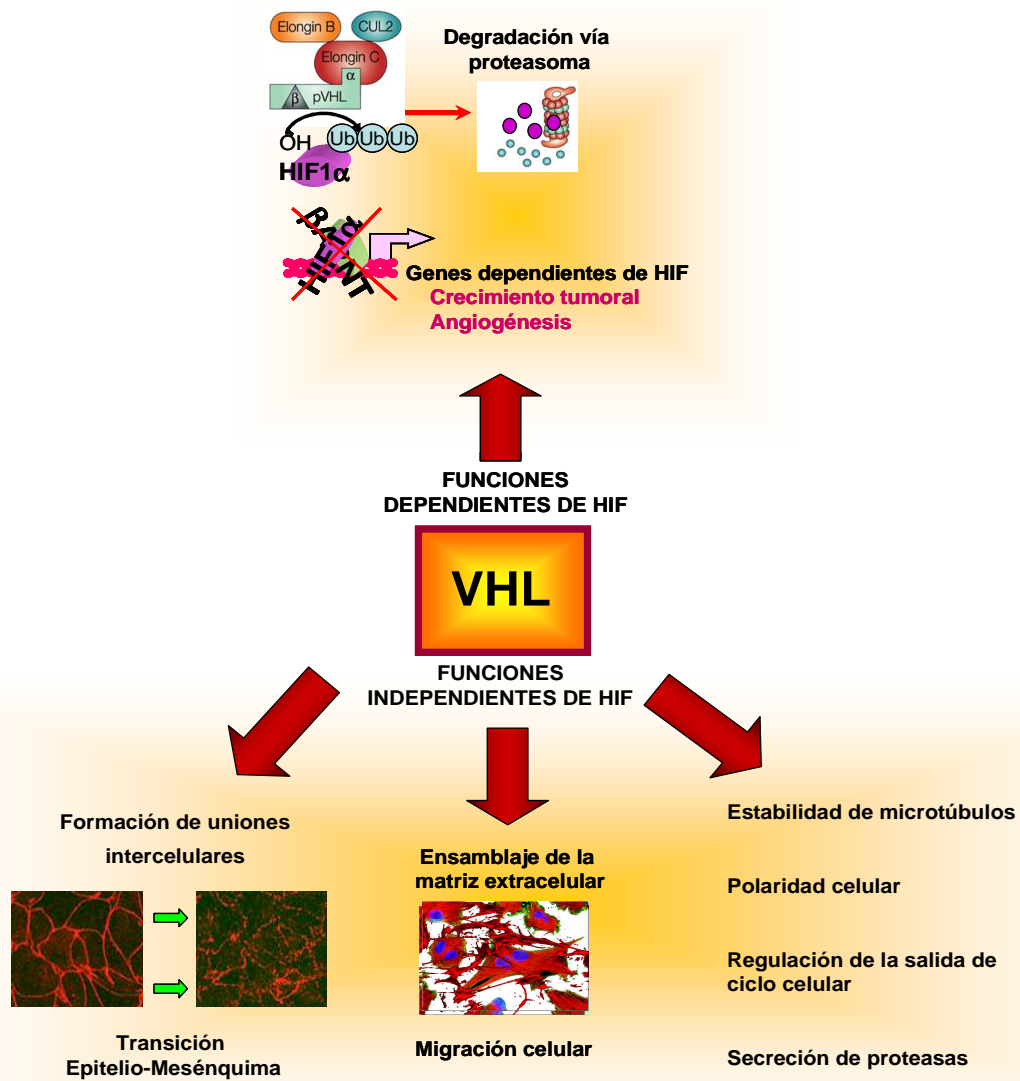 Elongin B
CUL2
Elongin C
α
β pVHL
OH
Ub Ub Ub
HIF1α
Degradación vía
proteasoma
HIF1α
β/ARNT
Genes dependientes de HIF
Crecimiento tumoral
Angiogénesis
FUNCIONES
DEPENDIENTES DE HIF
VHL
FUNCIONES
INDEPENDIENTES DE HIF
Formación de uniones
intercelulares
Transición
Epitelio-Mesénquima
Ensamblaje de la
matriz extracelular
Migración celular
Estabilidad de microtúbulos
Polaridad celular
Regulación de la salida de
ciclo celular
Secreción de proteasas